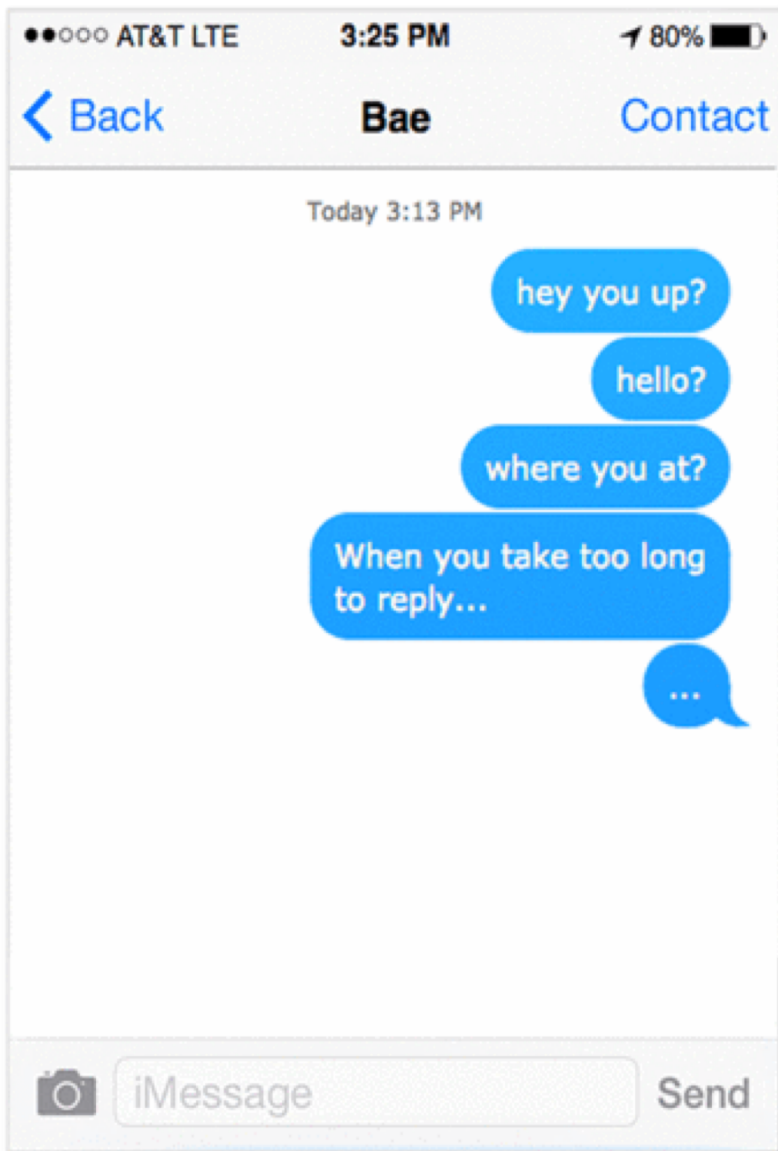 ●●○○○ AT&T LTE 3:25 PM 80%
Back Bae Contact
Today 3:13 PM
hey you up?
hello?
where you at?
When you take too long
to reply...
...
iMessage Send